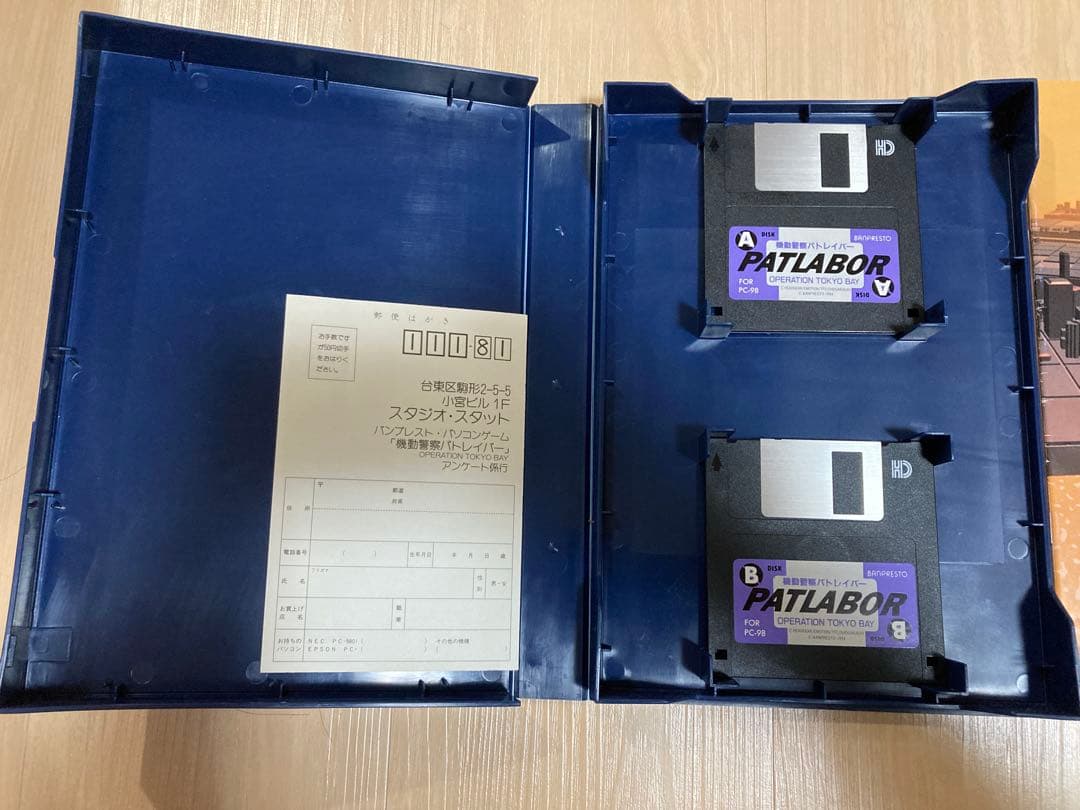 郵便はがき
お手数です
が50円切手
をおはりく
ださい。
111-81
台東区駒形2-5-5
小宮ビル 1F
スタジオ・スタット
バンプレスト・パソコンゲーム
「機動警察パトレイバー」
OPERATION TOKYO BAY
アンケート係行
〒
都道
府県
住 所
電話番号 ( ) 生年月日 年 月 日 歳
フリガナ
氏 名 性別 男・女
お買上げ
店 名
職業
お持ちの
パソコン
NEC PC-980( ) その他の機種
EPSON PC-( ) ( )
HD
A DISK
BANPRESTO
機動警察パトレイバー
PATLABOR
OPERATION TOKYO BAY
FOR
PC-98
© BANPRESTO 1994
DISK A
HD
B DISK
BANPRESTO
機動警察パトレイバー
PATLABOR
OPERATION TOKYO BAY
FOR
PC-98
© BANPRESTO 1994
DISK B